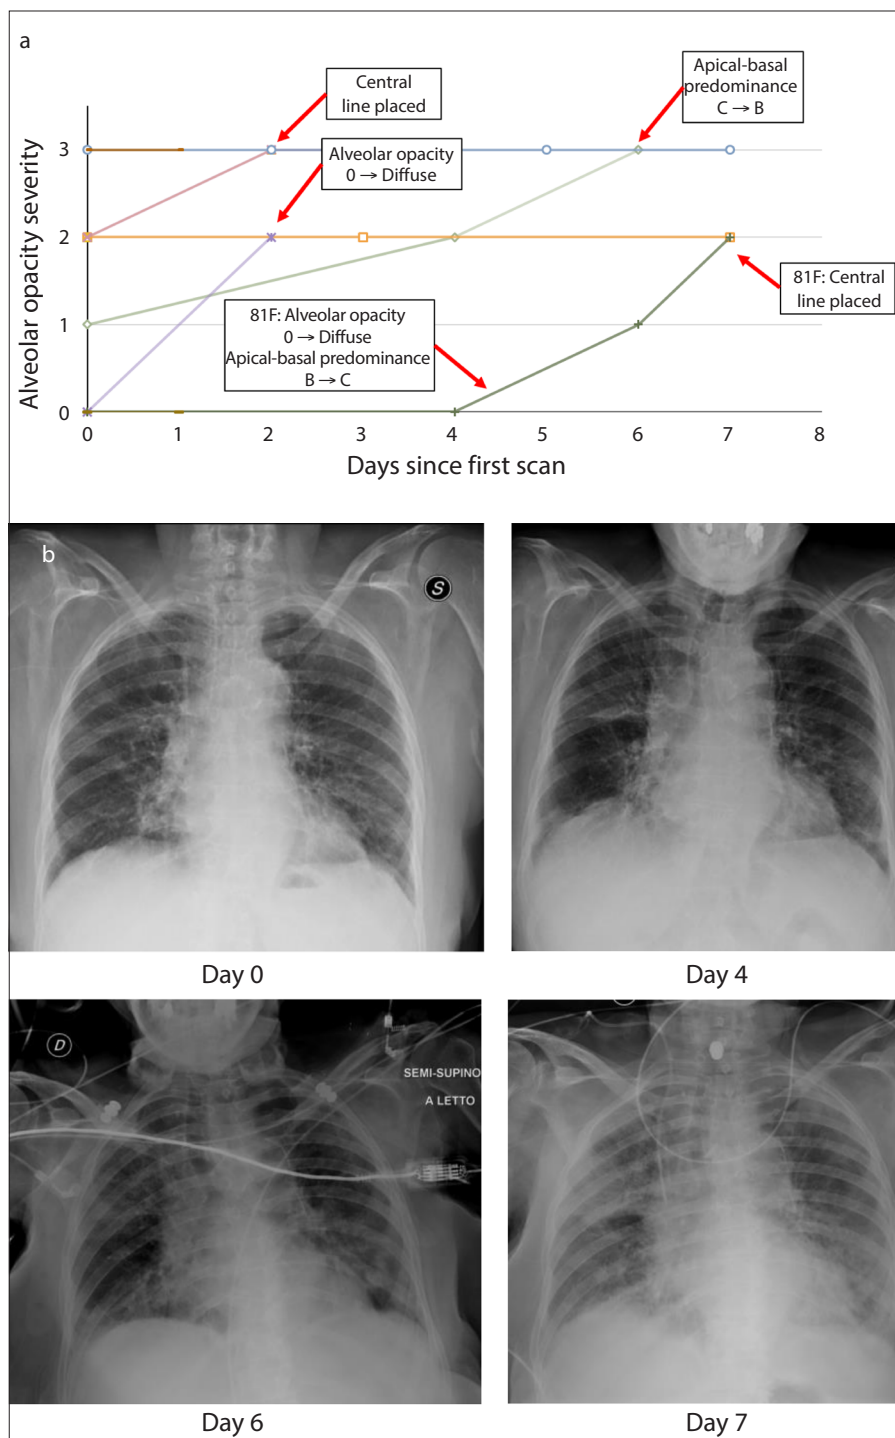 a
Central
line placed
Apical-basal
predominance
C → B
Alveolar opacity
0 → Diffuse
81F: Central
line placed
81F: Alveolar opacity
0 → Diffuse
Apical-basal predominance
B → C
Alveolar opacity severity
3
2
1
0
0 1 2 3 4 5 6 7 8
Days since first scan
b
S
Day 0
Day 4
D
SEMI-SUPINO
A LETTO
Day 6
Day 7